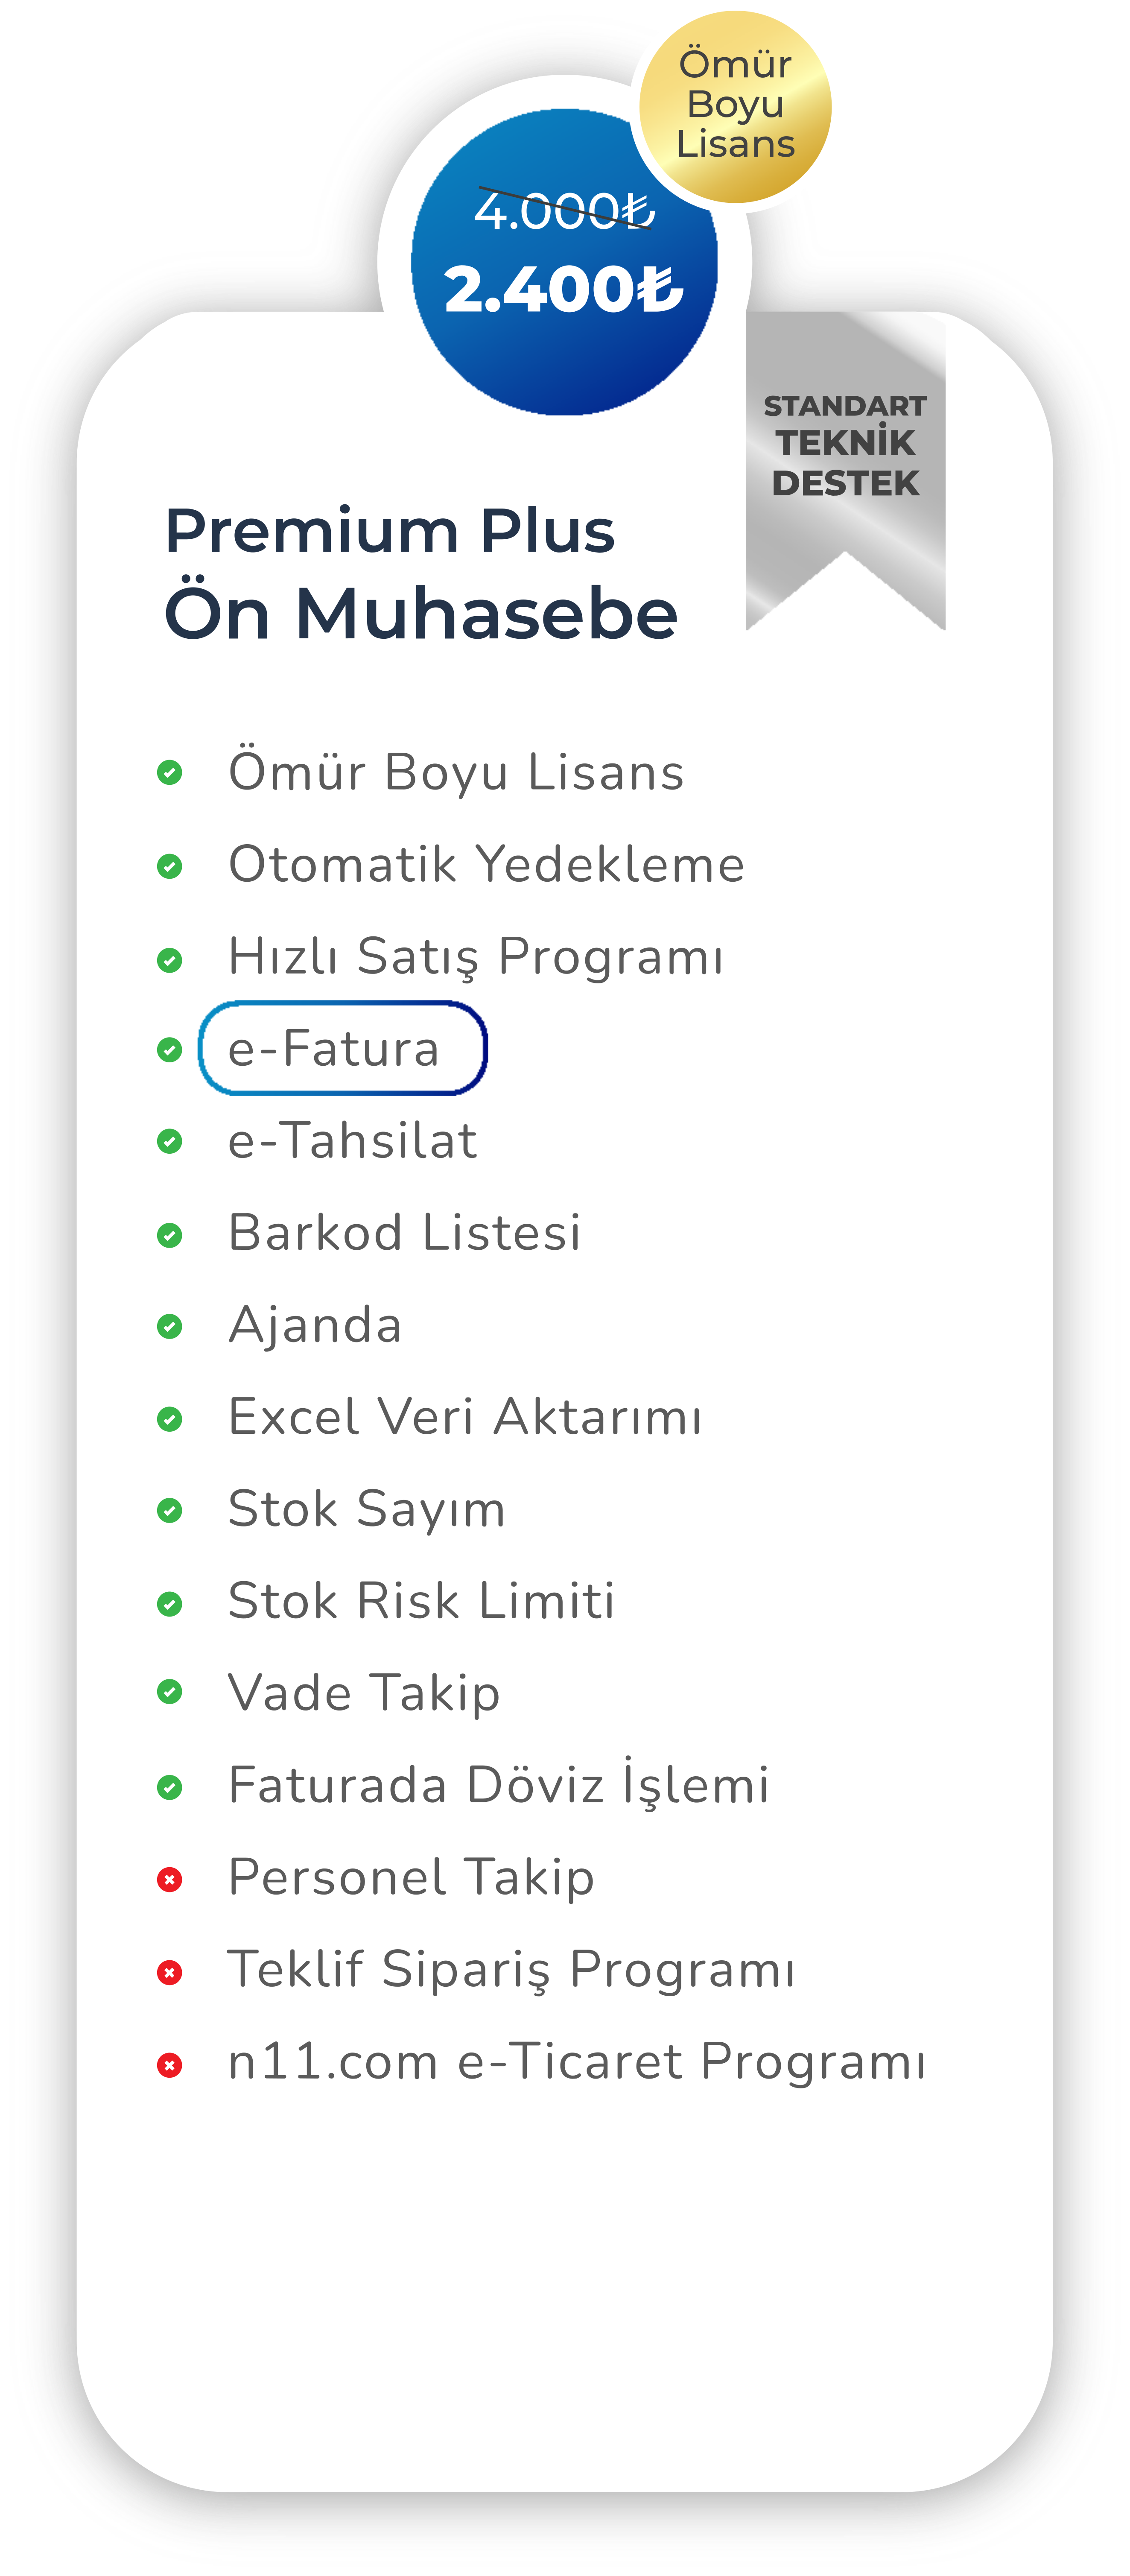 Ömür
Boyu
Lisans
4.000₺
2.400₺
STANDART
TEKNİK
DESTEK
Premium Plus
Ön Muhasebe
Ömür Boyu Lisans
Otomatik Yedekleme
Hızlı Satış Programı
e-Fatura
e-Tahsilat
Barkod Listesi
Ajanda
Excel Veri Aktarımı
Stok Sayım
Stok Risk Limiti
Vade Takip
Faturada Döviz İşlemi
Personel Takip
Teklif Sipariş Programı
n11.com e-Ticaret Programı